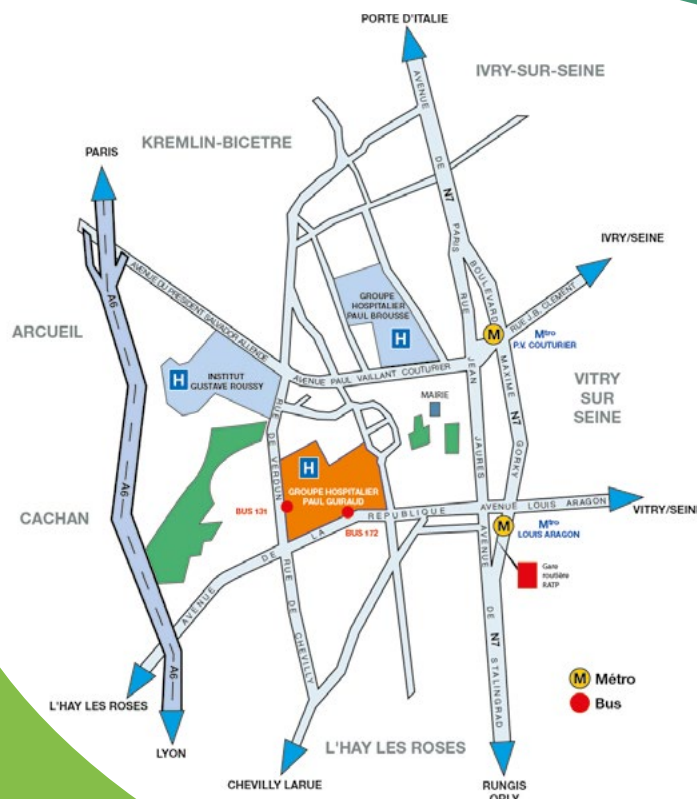 PORTE D'ITALIE
IVRY-SUR-SEINE
KREMLIN-BICETRE
PARIS
AVENUE
DE
PARIS
N7
IVRY/SEINE
AVENUE DU PRESIDENT SALVADOR ALLENDE
A6
BOULEVARD
RUE J.B. CLEMENT
ARCUEIL
GROUPE
HOSPITALIER
PAUL BROUSSE
H
M
Mtro
P.V. COUTURIER
RUE
H
INSTITUT
GUSTAVE ROUSSY
AVENUE PAUL VAILLANT COUTURIER
JEAN
MAXIME
VITRY
SUR
SEINE
MAIRIE
RUE DE VERDUN
JAURES
N7
GORKY
H
GROUPE HOSPITALIER
PAUL GUIRAUD
A6
CACHAN
BUS 131
BUS 172
AVENUE DE LA RÉPUBLIQUE
AVENUE LOUIS ARAGON
VITRY/SEINE
M
Mtro
LOUIS ARAGON
Gare
routière
RATP
RUE DE CHEVILLY
AVENUE
DE
N7
STALINGRAD
A6
M Métro
Bus
L'HAY LES ROSES
LYON
L'HAY LES ROSES
CHEVILLY LARUE
RUNGIS
ORLY